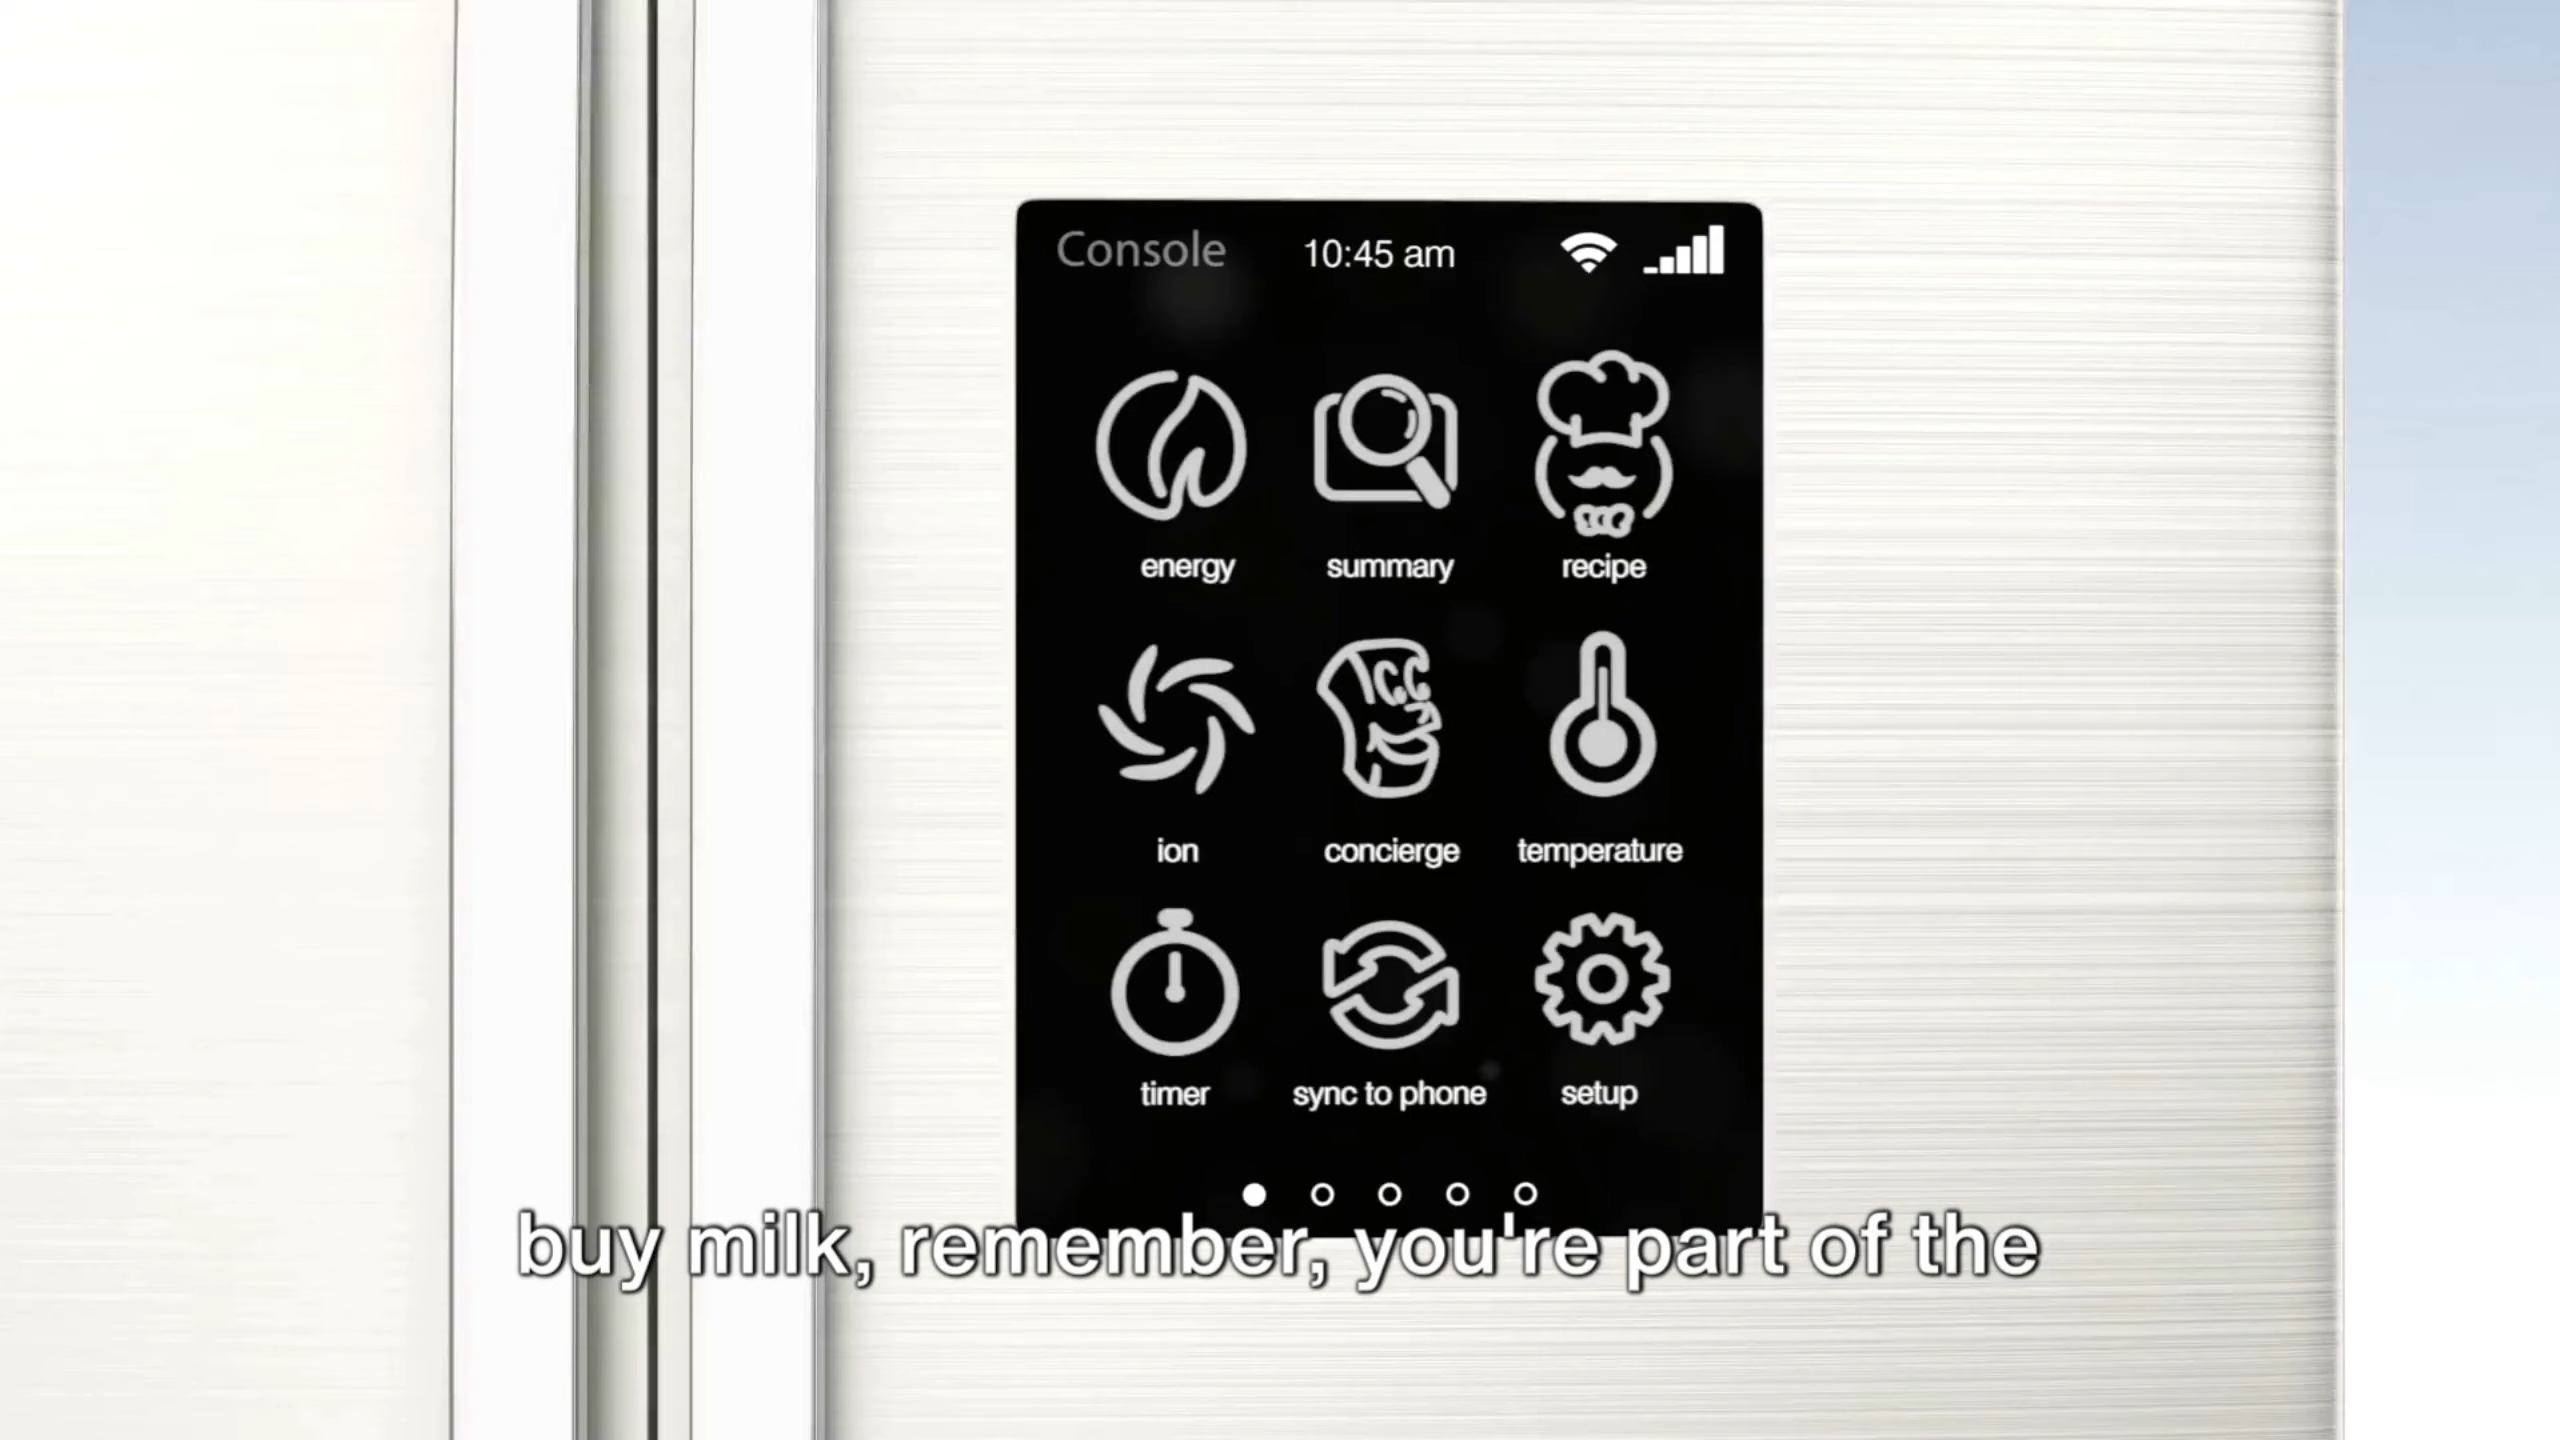 Console 10:45 am
energy summary recipe
ion concierge temperature
timer sync to phone setup
buy milk, remember, you're part of the